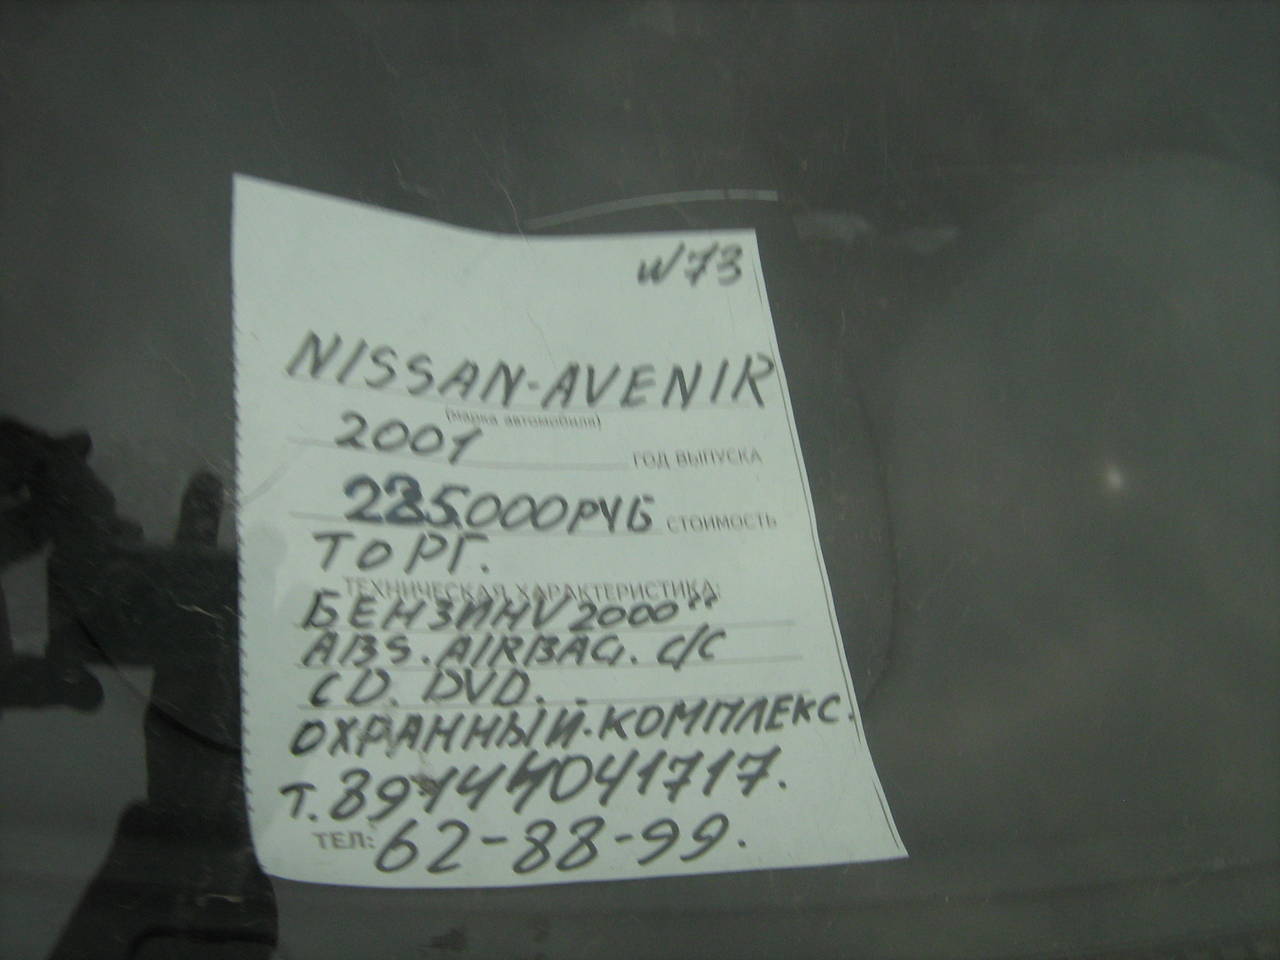 W73
NISSAN-AVENIR
(марка автомобиля)
2001 ГОД ВЫПУСКА
225.000РУБ СТОИМОСТЬ
ТОРГ.
ТЕХНИЧЕСКАЯ ХАРАКТЕРИСТИКА:
БЕНЗИНV2000"
ABS. AIRBAG. C/C
CD. DVD.
ОХРАННЫЙ-КОМПЛЕКС.
Т. 89144041717.
ТЕЛ: 62-88-99.